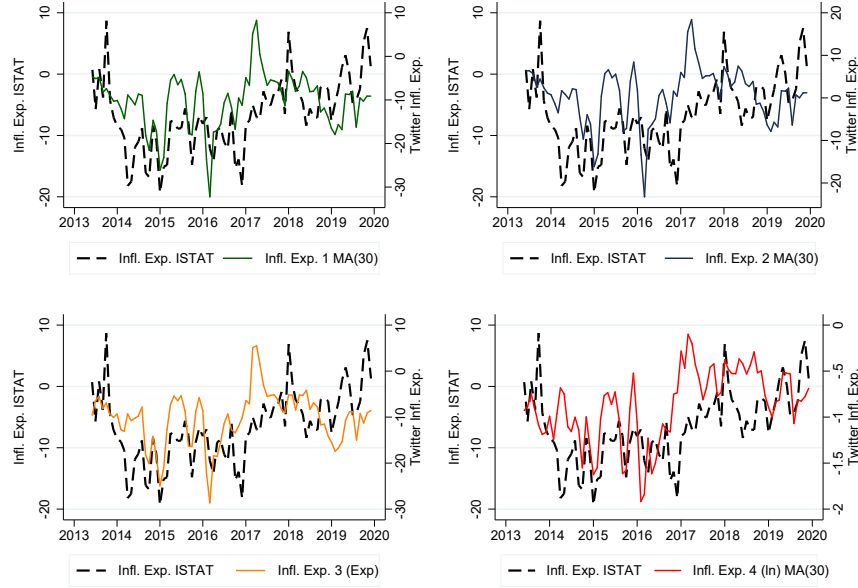 10
0
-10
-20
Infl. Exp. ISTAT
10
0
-10
-20
-30
Twitter Infl. Exp.
2013 2014 2015 2016 2017 2018 2019 2020
Infl. Exp. ISTAT Infl. Exp. 1 MA(30)
10
0
-10
-20
Infl. Exp. ISTAT
20
10
0
-10
-20
Twitter Infl. Exp.
2013 2014 2015 2016 2017 2018 2019 2020
Infl. Exp. ISTAT Infl. Exp. 2 MA(30)
10
0
-10
-20
Infl. Exp. ISTAT
10
0
-10
-20
-30
Twitter Infl. Exp.
2013 2014 2015 2016 2017 2018 2019 2020
Infl. Exp. ISTAT Infl. Exp. 3 (Exp)
10
0
-10
-20
Infl. Exp. ISTAT
0
-.5
-1
-1.5
-2
Twitter Infl. Exp.
2013 2014 2015 2016 2017 2018 2019 2020
Infl. Exp. ISTAT Infl. Exp. 4 (ln) MA(30)